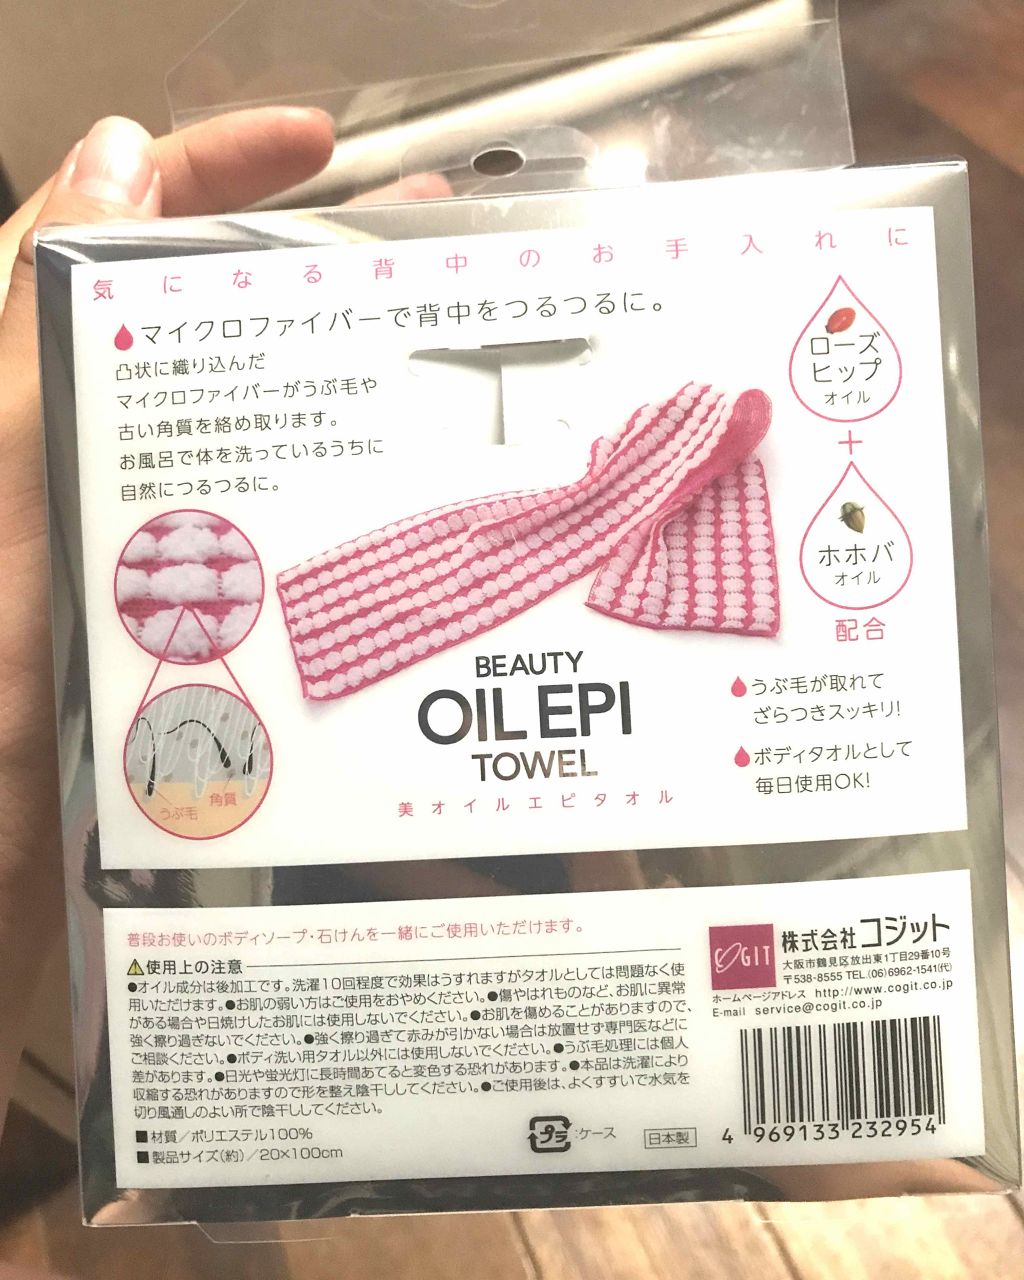 気になる背中のお手入れに
マイクロファイバーで背中をつるつるに。
凸状に織り込んだ
マイクロファイバーがうぶ毛や
古い角質を絡め取ります。
お風呂で体を洗っているうちに
自然につるつるに。
ローズ
ヒップ
オイル
+
ホホバ
オイル
配合
うぶ毛
角質
BEAUTY
OIL EPI
TOWEL
美オイルエピタオル
うぶ毛が取れて
ざらつきスッキリ!
ボディタオルとして
毎日使用OK!
普段お使いのボディソープ・石けんを一緒にご使用いただけます。
⚠使用上の注意
●オイル成分は後加工です。洗濯10回程度で効果はうすれますがタオルとしては問題なく使
用いただけます。●お肌の弱い方はご使用をおやめください。●傷やはれものなど、お肌に異常
がある場合や日焼けしたお肌には使用しないでください。●お肌を傷めることがありますので、
強く擦り過ぎないでください。●強く擦り過ぎて赤みが引かない場合は放置せず専門医などに
ご相談ください。●ボディ洗い用タオル以外には使用しないでください。●うぶ毛処理には個人
差があります。●日光や蛍光灯に長時間あてると変色する恐れがあります。●本品は洗濯により
収縮する恐れがありますので形を整え陰干ししてください。●ご使用後は、よくすすいで水気を
切り風通しのよい所で陰干ししてください。
■材質/ポリエステル100%
■製品サイズ(約)/20×100cm
プラ :ケース
日本製
COGIT
株式会社コジット
大阪市鶴見区放出東1丁目29番10号
〒538-8555 TEL.(06)6962-1541(代)
ホームページアドレス http://www.cogit.co.jp
E-mail service@cogit.co.jp
4 969133 232954